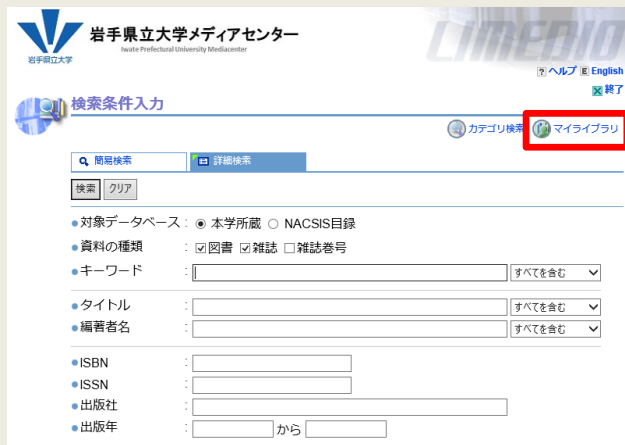 岩手県立大学メディアセンター
Iwate Prefectural University Mediacenter
岩手県立大学
LIMEDIO
? ヘルプ E English
終了
検索条件入力
カテゴリ検索 マイライブラリ
簡易検索 詳細検索
検索 クリア
対象データベース : 本学所蔵 NACSIS目録
資料の種類 : 図書 雑誌 雑誌巻号
キーワード : すべてを含む
タイトル : すべてを含む
編著者名 : すべてを含む
ISBN :
ISSN :
出版社 :
出版年 : から